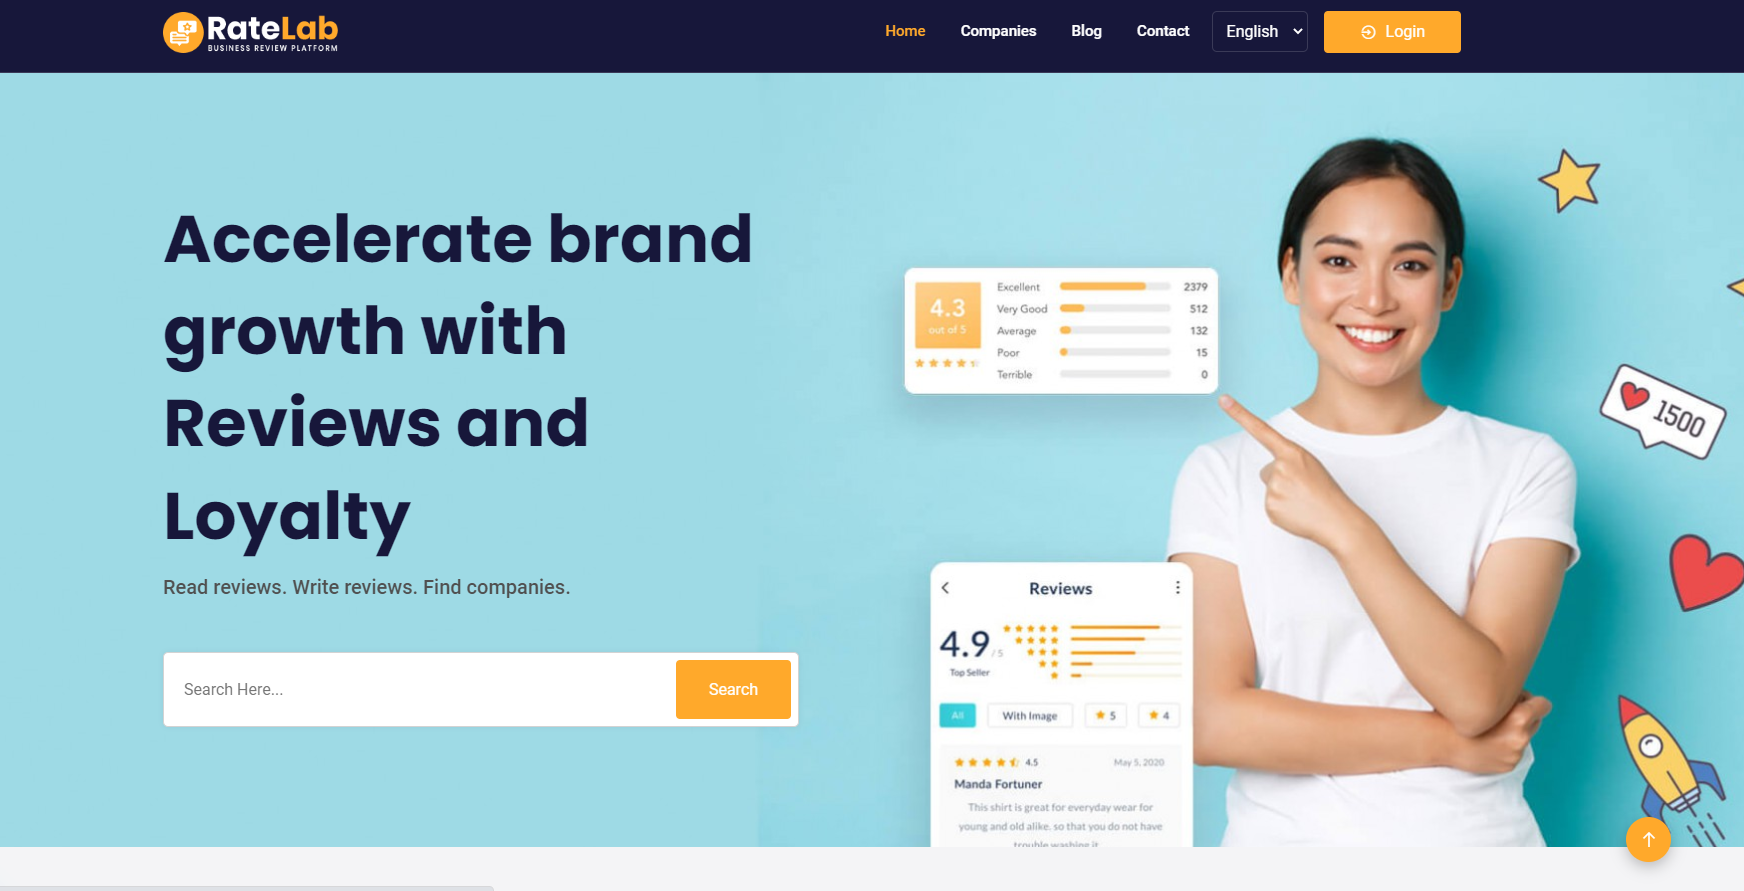 RateLab
BUSINESS REVIEW PLATFORM
Home
Companies
Blog
Contact
English
Login
Accelerate brand
growth with
Reviews and
Loyalty
Read reviews. Write reviews. Find companies.
Search Here...
Search
4.3
out of 5
Excellent 2379
Very Good 512
Average 132
Poor 15
Terrible 0
1500
Reviews
4.9 / 5
Top Seller
All
With Image
5
4
4.5
May 5, 2020
Manda Fortuner
This shirt is great for everyday wear for
young and old alike. so that you do not have
trouble washing it